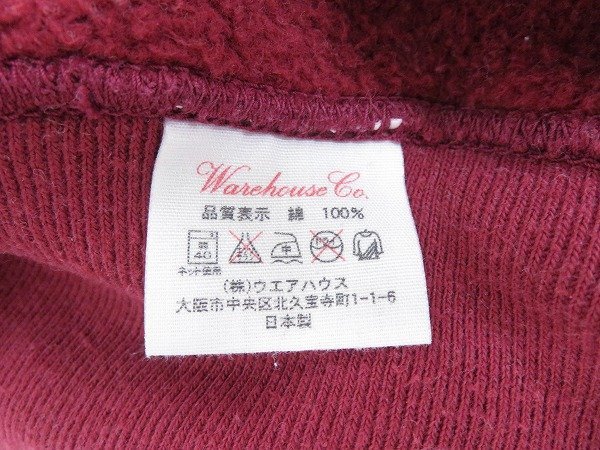 Warehouse Co.
品質表示 綿 100%
弱 40 中
ネット使用
(株)ウエアハウス
大阪市中央区北久宝寺町1-1-6
日本製